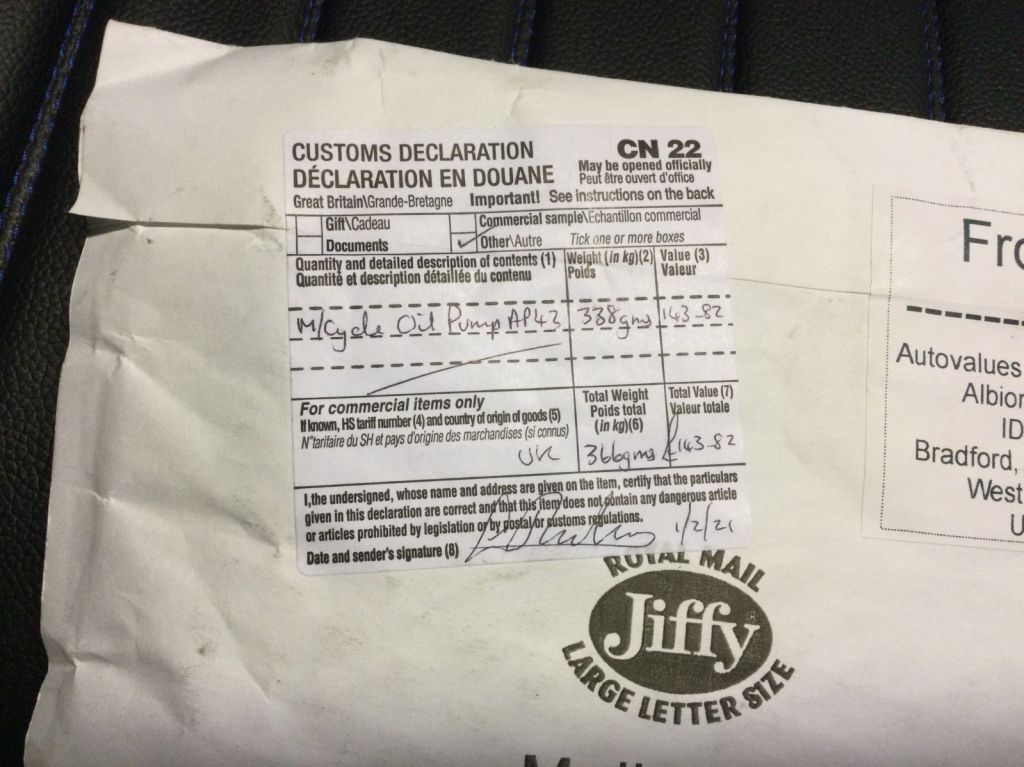 CUSTOMS DECLARATION
DÉCLARATION EN DOUANE
CN 22
May be opened officially
Peut être ouvert d'office
Great Britain\Grande-Bretagne Important! See instructions on the back
Gift\Cadeau
Commercial sample\Echantillon commercial
Documents
✓ Other\Autre Tick one or more boxes
Quantity and detailed description of contents (1)
Quantité et description détaillée du contenu
Weight (in kg)(2)
Poids
Value (3)
Valeur
M/Cycle Oil Pump AP43 338gms 143-82
For commercial items only
If known, HS tariff number (4) and country of origin of goods (5)
N°tarifaire du SH et pays d'origine des marchandises (si connus)
UK
Total Weight
Poids total
(in kg)(6)
366gms
Total Value (7)
Valeur totale
£143-82
I,the undersigned, whose name and address are given on the item, certify that the particulars
given in this declaration are correct and that this item does not contain any dangerous article
or articles prohibited by legislation or by postal or customs regulations.
Date and sender's signature (8) 1/2/21
ROYAL MAIL
Jiffy®
LARGE LETTER SIZE
Fro
Autovalues
Albion
ID
Bradford,
West
U